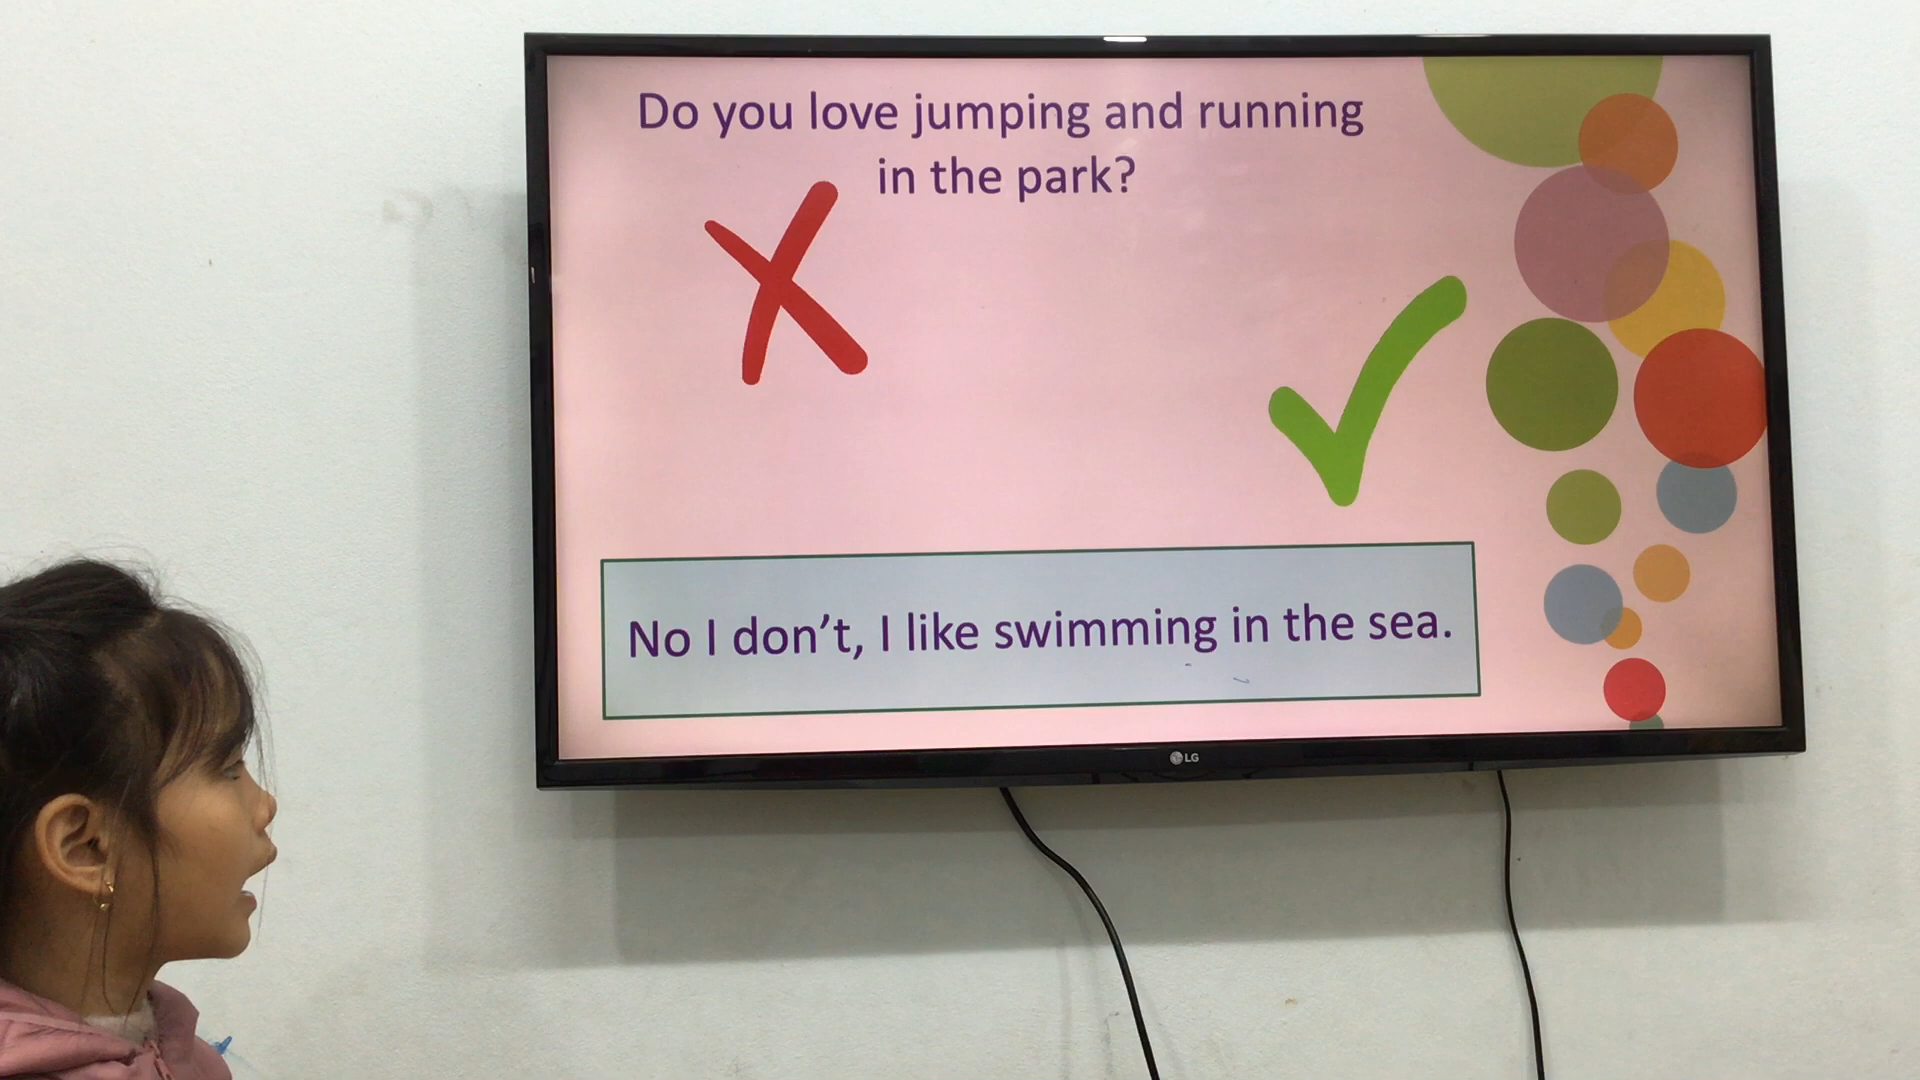 Do you love jumping and running
in the park?
No I don't, I like swimming in the sea.
LG